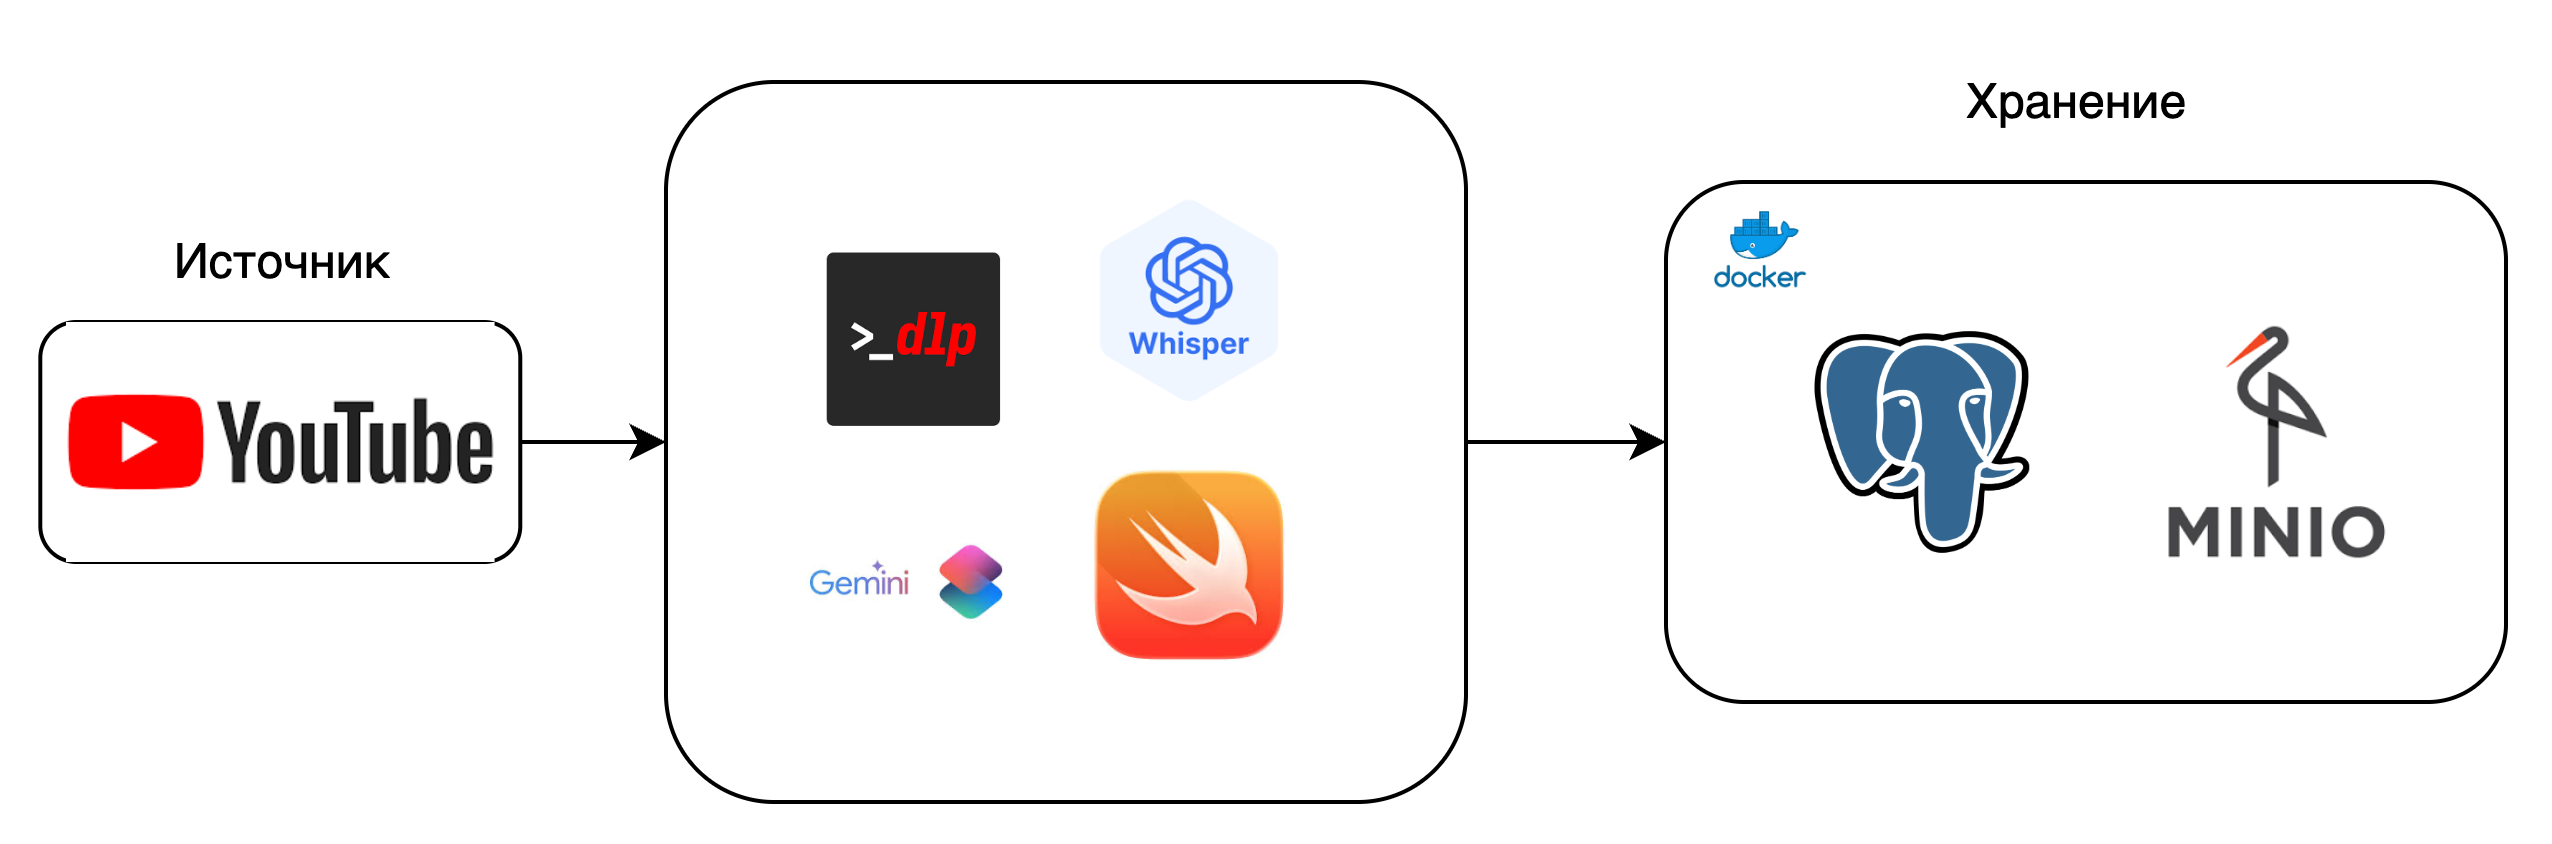 Источник
YouTube
>_dlp
Whisper
Gemini
Хранение
docker
MINIO